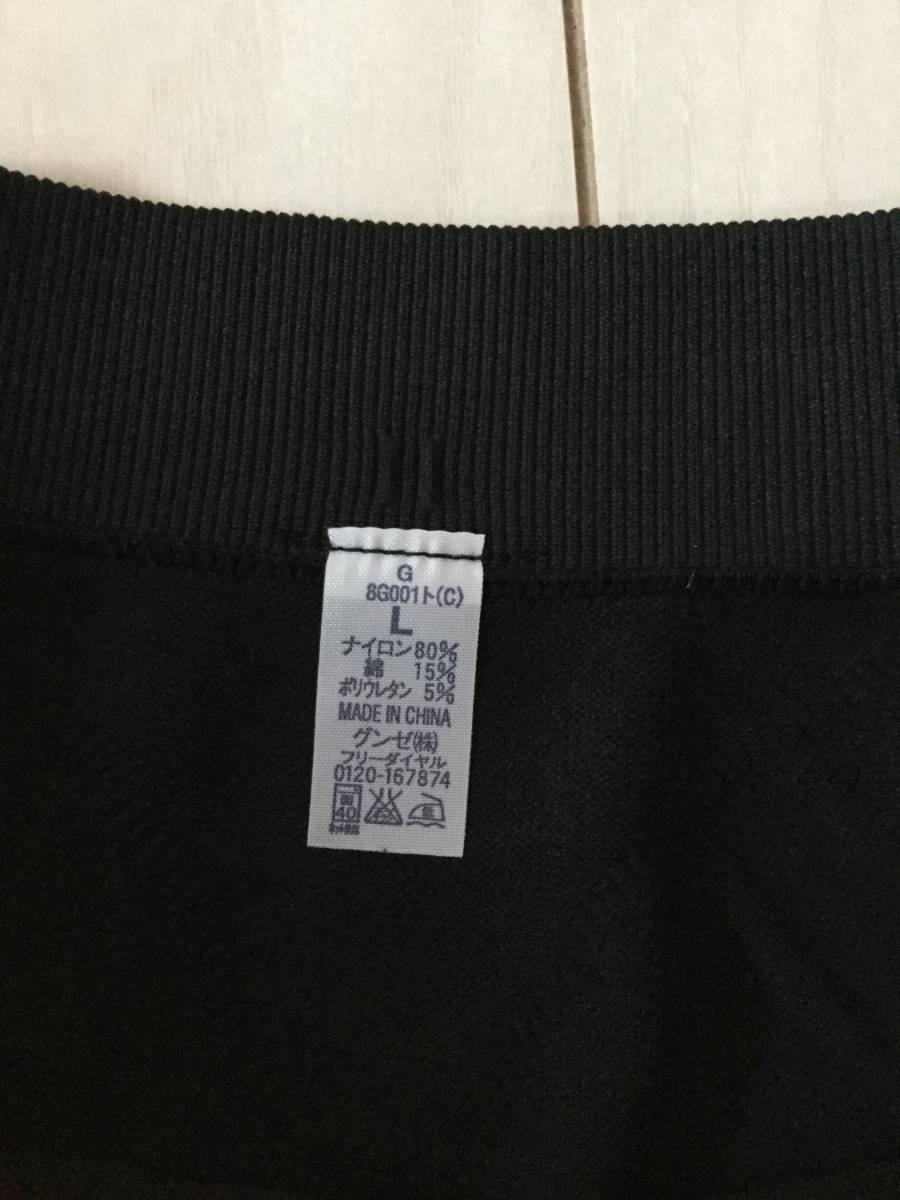 G
8G001ト(C)
L
ナイロン 80%
綿 15%
ポリウレタン 5%
MADE IN CHINA
グンゼ(株)
フリーダイヤル
0120-167874
40